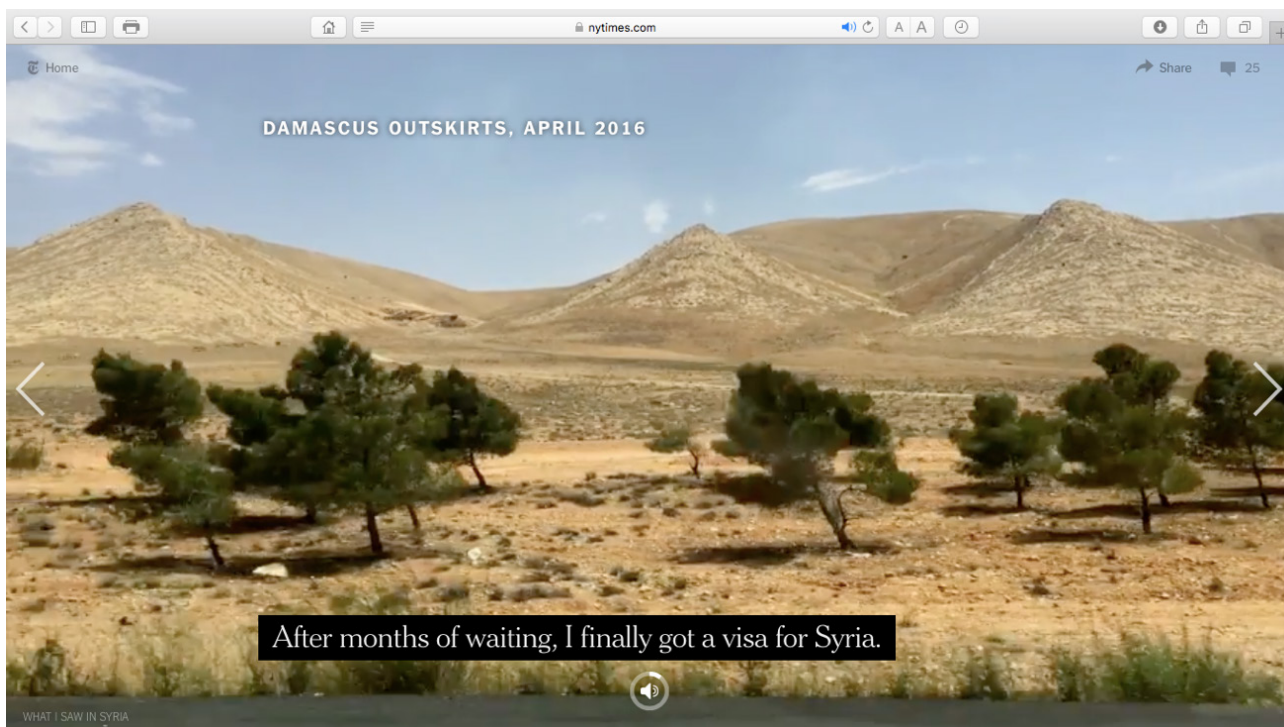 nytimes.com
A A
Home
Share
25
DAMASCUS OUTSKIRTS, APRIL 2016
After months of waiting, I finally got a visa for Syria.
WHAT I SAW IN SYRIA